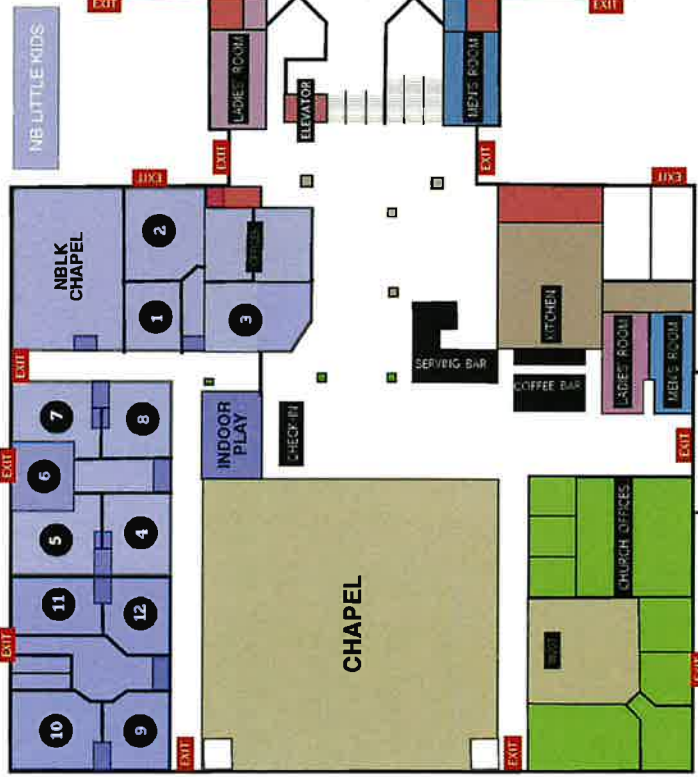 EXIT
EXIT
NB LITTLE KIDS
LADIES' ROOM
ELEVATOR
MEN'S ROOM
EXIT
EXIT
EXIT
EXIT
NBLK
CHAPEL
2
1
3
KITCHEN
SERVING BAR
COFFEE BAR
LADIES' ROOM
MEN'S ROOM
EXIT
EXIT
EXIT
7
8
6
5
4
11
12
10
9
INDOOR
PLAY
CHECK-IN
CHAPEL
CHURCH OFFICES
EXIT
EXIT
EXIT